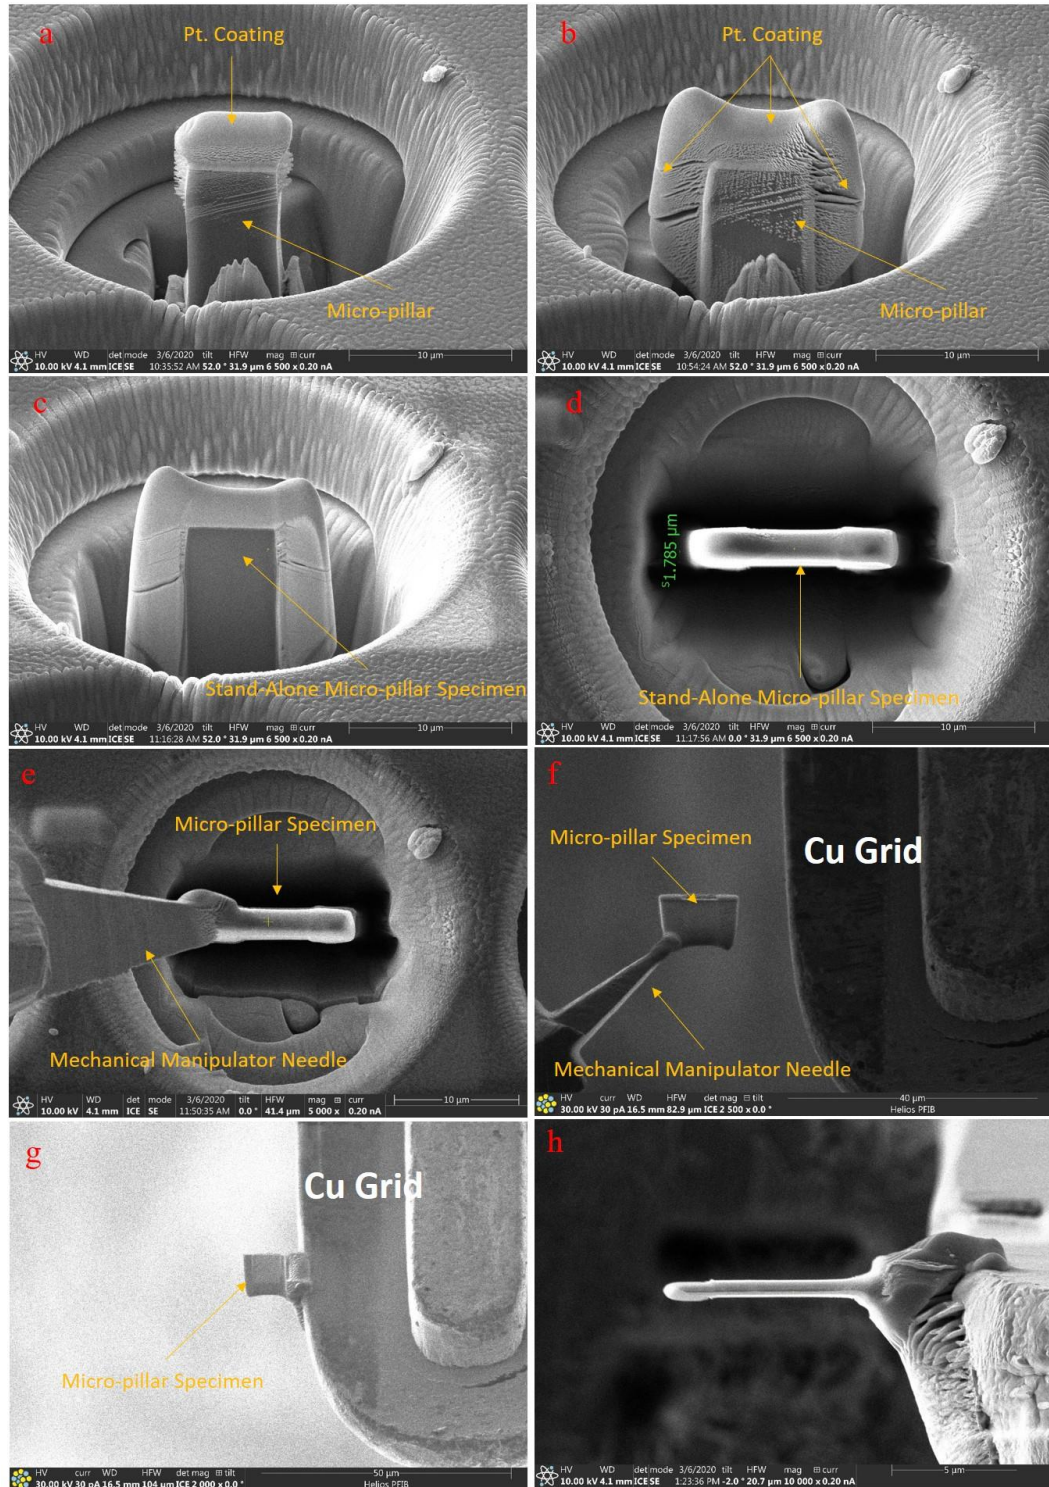 a
Pt. Coating
Micro-pillar
HV WD det mode 3/6/2020 tilt HFW mag ⊞ curr 10 µm
10.00 kV 4.1 mm ICE SE 10:35:52 AM 52.0 ° 31.9 µm 6 500 x 0.20 nA
b
Pt. Coating
Micro-pillar
HV WD det mode 3/6/2020 tilt HFW mag ⊞ curr 10 µm
10.00 kV 4.1 mm ICE SE 10:54:24 AM 52.0 ° 31.9 µm 6 500 x 0.20 nA
c
Stand-Alone Micro-pillar Specimen
HV WD det mode 3/6/2020 tilt HFW mag ⊞ curr 10 µm
10.00 kV 4.1 mm ICE SE 11:16:28 AM 52.0 ° 31.9 µm 6 500 x 0.20 nA
d
S1.785 µm
Stand-Alone Micro-pillar Specimen
HV WD det mode 3/6/2020 tilt HFW mag ⊞ curr 10 µm
10.00 kV 4.1 mm ICE SE 11:17:56 AM 0.0 ° 31.9 µm 6 500 x 0.20 nA
e
Micro-pillar Specimen
Mechanical Manipulator Needle
HV WD det mode 3/6/2020 tilt HFW mag ⊞ curr 10 µm
10.00 kV 4.1 mm ICE SE 11:50:35 AM 0.0 ° 41.4 µm 5 000 x 0.20 nA
f
Micro-pillar Specimen
Cu Grid
Mechanical Manipulator Needle
HV curr WD HFW det mag ⊟ tilt 40 µm
30.00 kV 30 pA 16.5 mm 82.9 µm ICE 2 500 x 0.0 ° Helios PFIB
g
Cu Grid
Micro-pillar Specimen
HV curr WD HFW det mag ⊞ tilt 50 µm
30.00 kV 30 pA 16.5 mm 104 µm ICE 2 000 x 0.0 ° Helios PFIB
h
HV WD det mode 3/6/2020 tilt HFW mag ⊞ curr 5 µm
10.00 kV 4.1 mm ICE SE 1:23:36 PM -2.0 ° 20.7 µm 10 000 x 0.20 nA